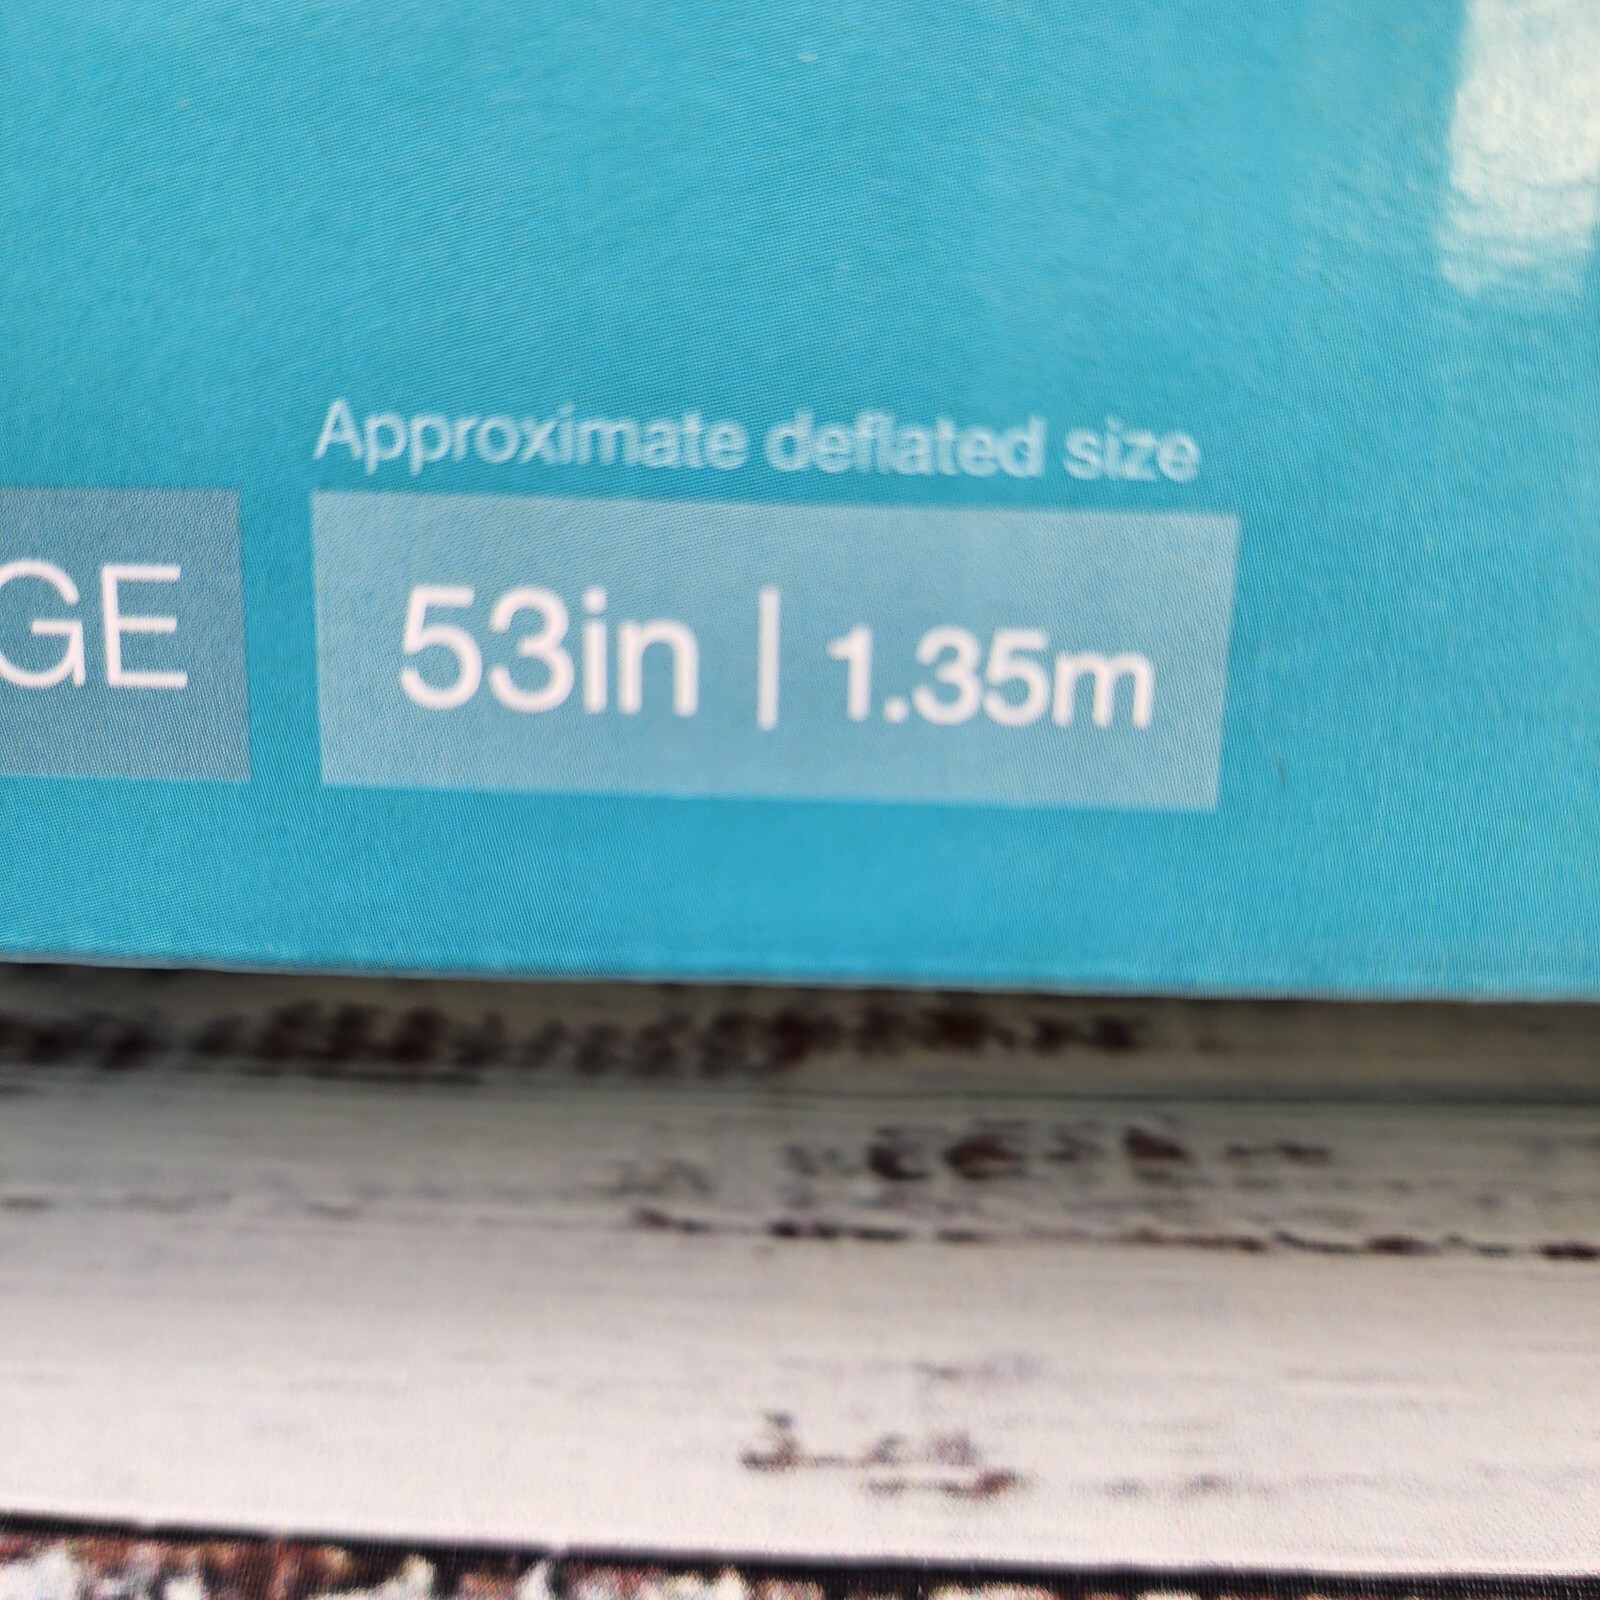 Approximate deflated size
GE
53in | 1.35m